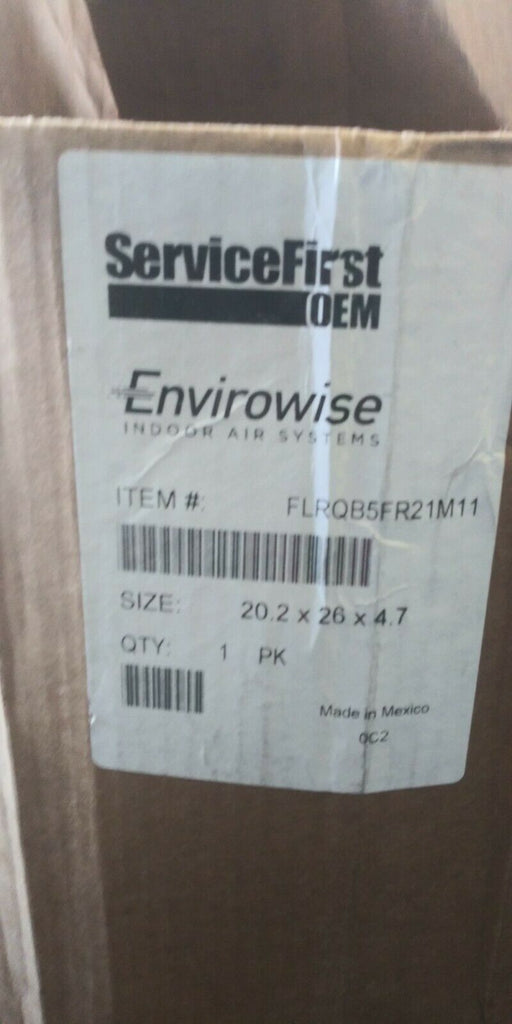 ServiceFirst
OEM
Envirowise
INDOOR AIR SYSTEMS
ITEM #: FLRQB5FR21M11
SIZE: 20.2 x 26 x 4.7
QTY: 1 PK
Made in Mexico
0C2